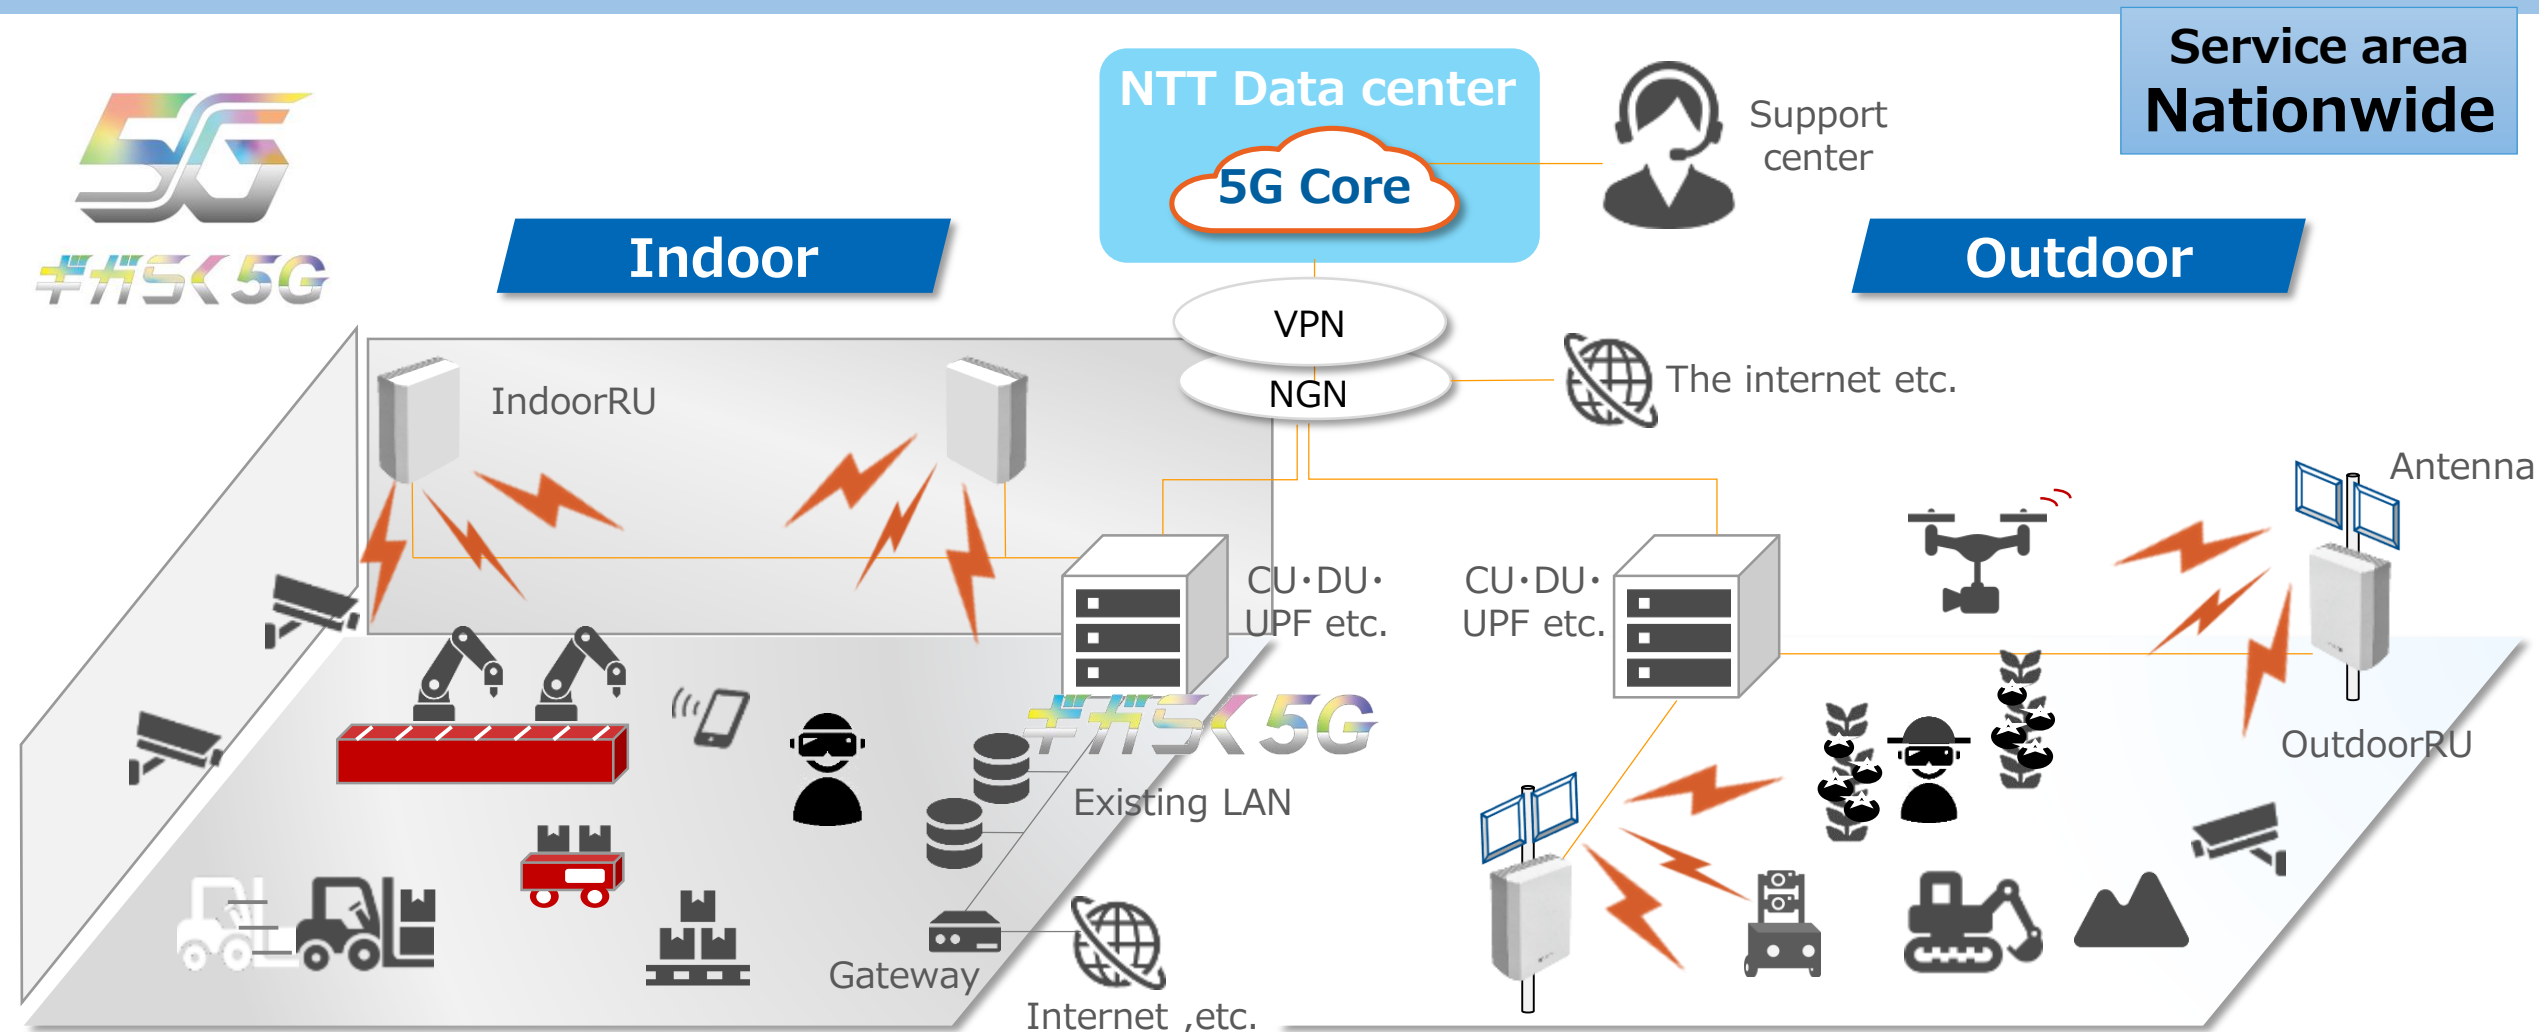 Service area
Nationwide
NTT Data center
5G Core
Support
center
5G
ギガらく5G
Indoor
Outdoor
VPN
NGN
The internet etc.
IndoorRU
Antenna
CU・DU・
UPF etc.
CU・DU・
UPF etc.
ギガらく5G
OutdoorRU
Existing LAN
Gateway
Internet ,etc.